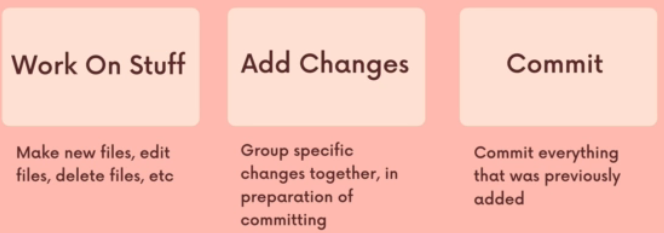 Work On Stuff
Make new files, edit
files, delete files, etc
Add Changes
Group specific
changes together, in
preparation of
committing
Commit
Commit everything
that was previously
added